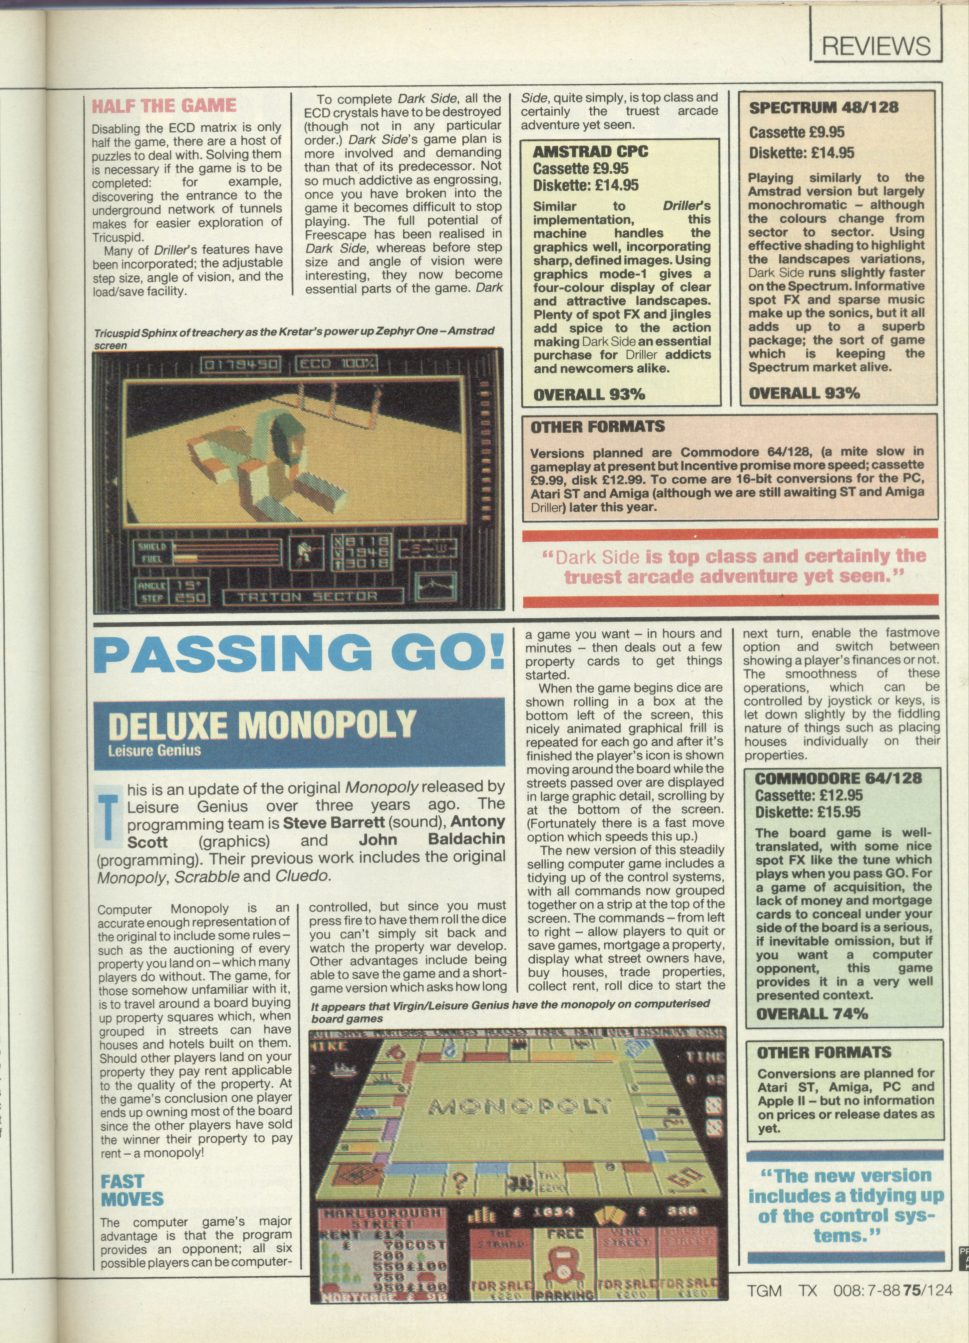 REVIEWS
HALF THE GAME
Disabling the ECD matrix is only
half the game, there are a host of
puzzles to deal with. Solving them
is necessary if the game is to be
completed: for example,
discovering the entrance to the
underground network of tunnels
makes for easier exploration of
Tricuspid.
Many of Driller's features have
been incorporated; the adjustable
step size, angle of vision, and the
load/save facility.
To complete Dark Side, all the
ECD crystals have to be destroyed
(though not in any particular
order.) Dark Side's game plan is
more involved and demanding
than that of its predecessor. Not
so much addictive as engrossing,
once you have broken into the
game it becomes difficult to stop
playing. The full potential of
Freescape has been realised in
Dark Side, whereas before step
size and angle of vision were
interesting, they now become
essential parts of the game. Dark
Side, quite simply, is top class and
certainly the truest arcade
adventure yet seen.
Tricuspid Sphinx of treachery as the Kretar's power up Zephyr One – Amstrad
screen
0179450 ECD 100%
SHIELD
FUEL
X 8118
Y 7946
ANGLE 15°
STEP 250
TRITON SECTOR
AMSTRAD CPC
Cassette £9.95
Diskette: £14.95
Similar to Driller's
implementation, this
machine handles the
graphics well, incorporating
sharp, defined images. Using
graphics mode-1 gives a
four-colour display of clear
and attractive landscapes.
Plenty of spot FX and jingles
add spice to the action
making Dark Side an essential
purchase for Driller addicts
and newcomers alike.
OVERALL 93%
SPECTRUM 48/128
Cassette £9.95
Diskette: £14.95
Playing similarly to the
Amstrad version but largely
monochromatic – although
the colours change from
sector to sector. Using
effective shading to highlight
the landscapes variations,
Dark Side runs slightly faster
on the Spectrum. Informative
spot FX and sparse music
make up the sonics, but it all
adds up to a superb
package; the sort of game
which is keeping the
Spectrum market alive.
OVERALL 93%
OTHER FORMATS
Versions planned are Commodore 64/128, (a mite slow in
gameplay at present but Incentive promise more speed; cassette
£9.99, disk £12.99. To come are 16-bit conversions for the PC,
Atari ST and Amiga (although we are still awaiting ST and Amiga
Driller) later this year.
“Dark Side is top class and certainly the
truest arcade adventure yet seen.”
PASSING GO!
DELUXE MONOPOLY
Leisure Genius
This is an update of the original Monopoly released by
Leisure Genius over three years ago. The
programming team is Steve Barrett (sound), Antony
Scott (graphics) and John Baldachin
(programming). Their previous work includes the original
Monopoly, Scrabble and Cluedo.
Computer Monopoly is an
accurate enough representation of
the original to include some rules –
such as the auctioning of every
property you land on – which many
players do without. The game, for
those somehow unfamiliar with it,
is to travel around a board buying
up property squares which, when
grouped in streets can have
houses and hotels built on them.
Should other players land on your
property they pay rent applicable
to the quality of the property. At
the game's conclusion one player
ends up owning most of the board
since the other players have sold
the winner their property to pay
rent – a monopoly!
FAST
MOVES
The computer game's major
advantage is that the program
provides an opponent; all six
possible players can be computer-
controlled, but since you must
press fire to have them roll the dice
you can't simply sit back and
watch the property war develop.
Other advantages include being
able to save the game and a short-
game version which asks how long
a game you want – in hours and
minutes – then deals out a few
property cards to get things
started.
When the game begins dice are
shown rolling in a box at the
bottom left of the screen, this
nicely animated graphical frill is
repeated for each go and after it's
finished the player's icon is shown
moving around the board while the
streets passed over are displayed
in large graphic detail, scrolling by
at the bottom of the screen.
(Fortunately there is a fast move
option which speeds this up.)
The new version of this steadily
selling computer game includes a
tidying up of the control systems,
with all commands now grouped
together on a strip at the top of the
screen. The commands – from left
to right – allow players to quit or
save games, mortgage a property,
display what street owners have,
buy houses, trade properties,
collect rent, roll dice to start the
next turn, enable the fastmove
option and switch between
showing a player's finances or not.
The smoothness of these
operations, which can be
controlled by joystick or keys, is
let down slightly by the fiddling
nature of things such as placing
houses individually on their
properties.
It appears that Virgin/Leisure Genius have the monopoly on computerised
board games
MIKE
TIME
0 02
MONOPOLY
TAX
£200
GO
MARLBOROUGH
STREET
RENT £14
£ 70 COST
200
550 £100
750
950 £100
MORTGAGE £ 90
£ 1034
THE
STRAND
FOR SALE
£220
FREE
PARKING
VINE
STREET
FOR SALE
£200
FOR SALE
£180
COMMODORE 64/128
Cassette: £12.95
Diskette: £15.95
The board game is well-
translated, with some nice
spot FX like the tune which
plays when you pass GO. For
a game of acquisition, the
lack of money and mortgage
cards to conceal under your
side of the board is a serious,
if inevitable omission, but if
you want a computer
opponent, this game
provides it in a very well
presented context.
OVERALL 74%
OTHER FORMATS
Conversions are planned for
Atari ST, Amiga, PC and
Apple II – but no information
on prices or release dates as
yet.
“The new version
includes a tidying up
of the control sys-
tems.”
TGM TX 008: 7-88 75/124